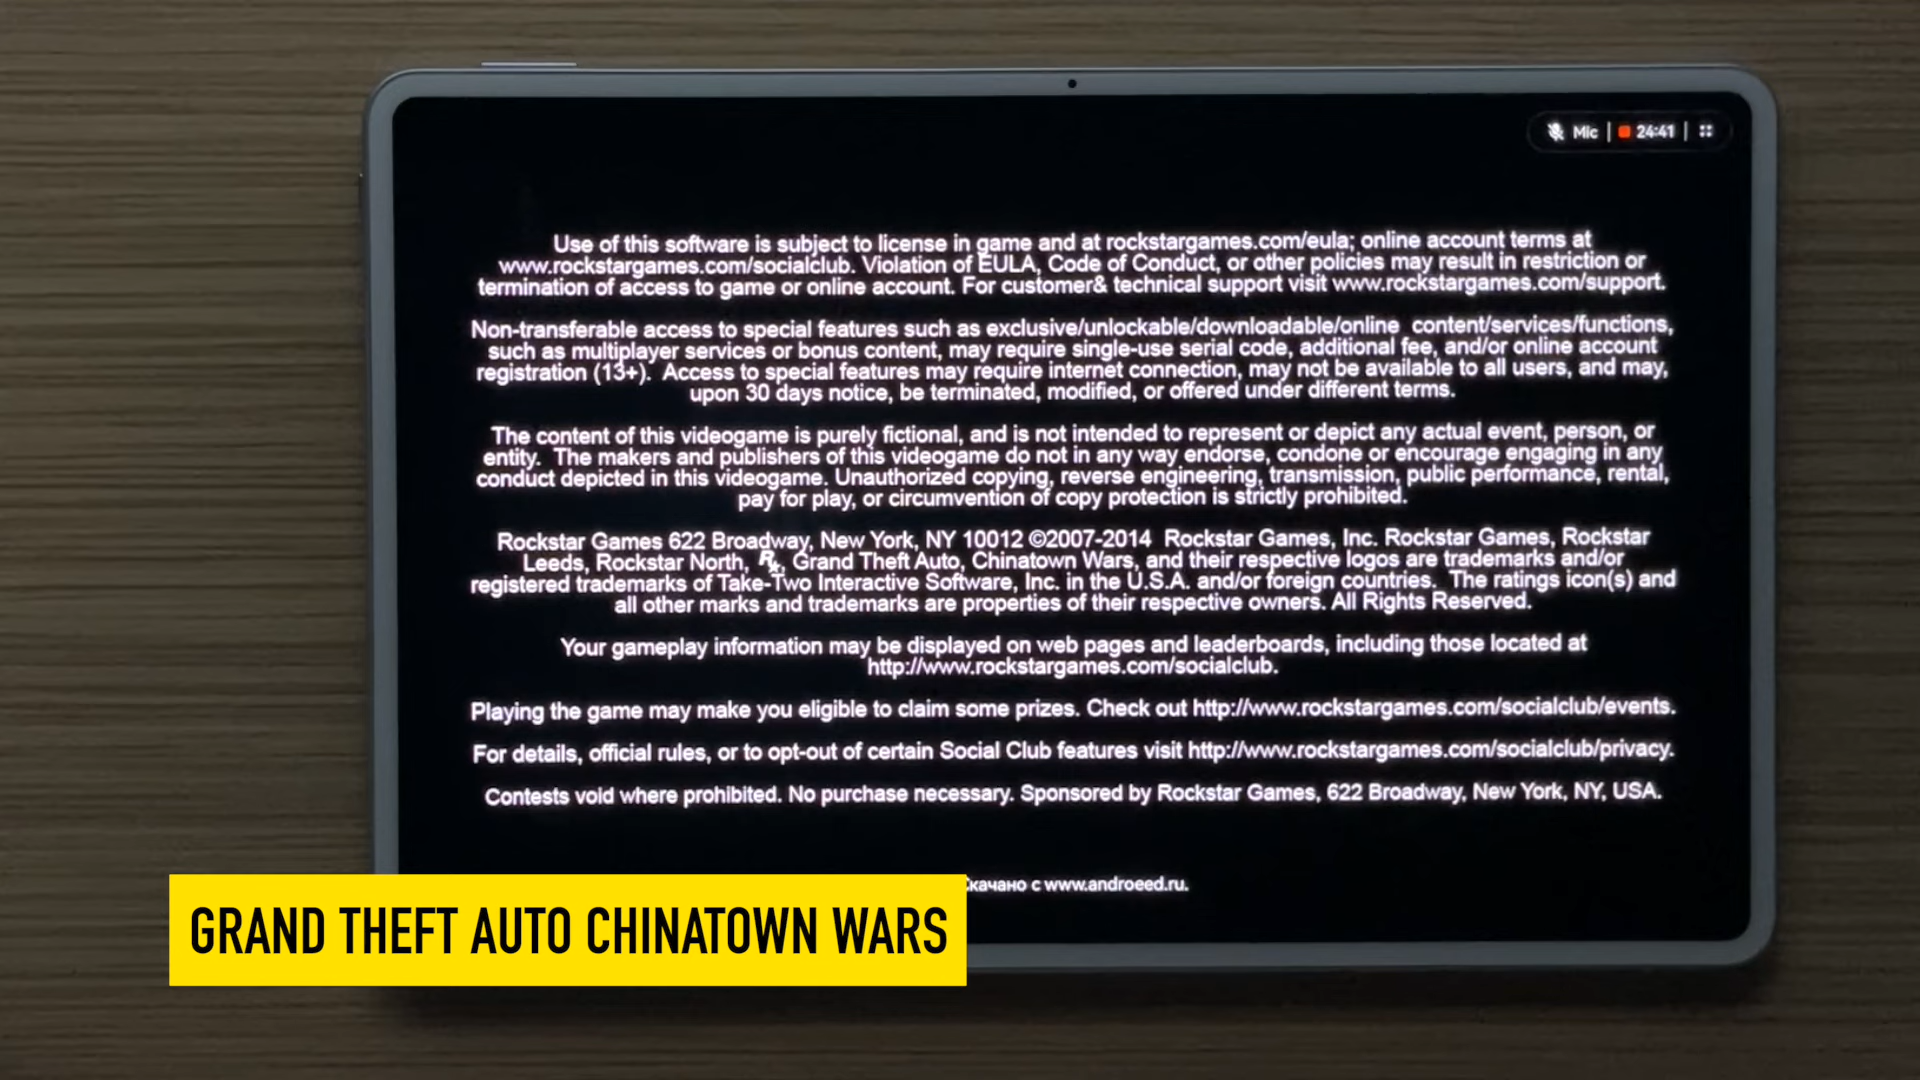 Mic | 24:41 |
Use of this software is subject to license in game and at rockstargames.com/eula; online account terms at
www.rockstargames.com/socialclub. Violation of EULA, Code of Conduct, or other policies may result in restriction or
termination of access to game or online account. For customer& technical support visit www.rockstargames.com/support.
Non-transferable access to special features such as exclusive/unlockable/downloadable/online content/services/functions,
such as multiplayer services or bonus content, may require single-use serial code, additional fee, and/or online account
registration (13+). Access to special features may require internet connection, may not be available to all users, and may,
upon 30 days notice, be terminated, modified, or offered under different terms.
The content of this videogame is purely fictional, and is not intended to represent or depict any actual event, person, or
entity. The makers and publishers of this videogame do not in any way endorse, condone or encourage engaging in any
conduct depicted in this videogame. Unauthorized copying, reverse engineering, transmission, public performance, rental,
pay for play, or circumvention of copy protection is strictly prohibited.
Rockstar Games 622 Broadway, New York, NY 10012 ©2007-2014 Rockstar Games, Inc. Rockstar Games, Rockstar
Leeds, Rockstar North, R★, Grand Theft Auto, Chinatown Wars, and their respective logos are trademarks and/or
registered trademarks of Take-Two Interactive Software, Inc. in the U.S.A. and/or foreign countries. The ratings icon(s) and
all other marks and trademarks are properties of their respective owners. All Rights Reserved.
Your gameplay information may be displayed on web pages and leaderboards, including those located at
http://www.rockstargames.com/socialclub.
Playing the game may make you eligible to claim some prizes. Check out http://www.rockstargames.com/socialclub/events.
For details, official rules, or to opt-out of certain Social Club features visit http://www.rockstargames.com/socialclub/privacy.
Contests void where prohibited. No purchase necessary. Sponsored by Rockstar Games, 622 Broadway, New York, NY, USA.
Скачано с www.androeed.ru.
GRAND THEFT AUTO CHINATOWN WARS